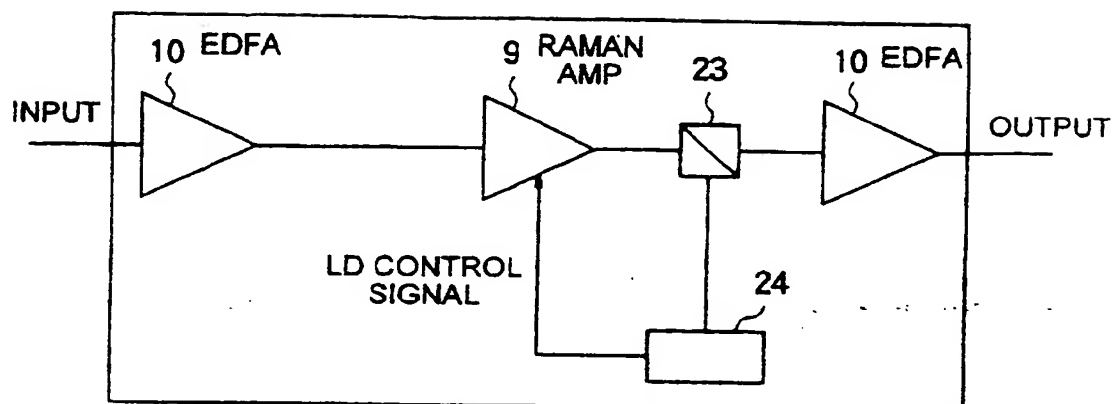 10 EDFA
9 RAMAN
AMP
23
10 EDFA
INPUT
OUTPUT
LD CONTROL
SIGNAL
24